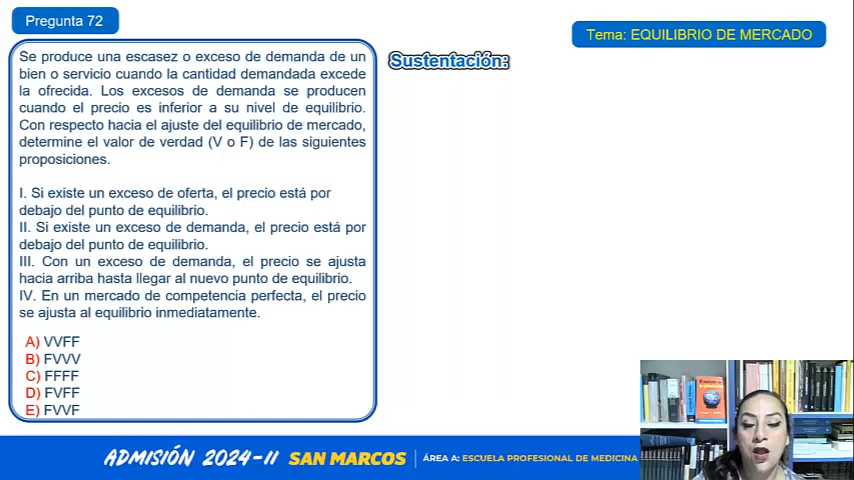 Pregunta 72
Tema: EQUILIBRIO DE MERCADO
Se produce una escasez o exceso de demanda de un
bien o servicio cuando la cantidad demandada excede
la ofrecida. Los excesos de demanda se producen
cuando el precio es inferior a su nivel de equilibrio.
Con respecto hacia el ajuste del equilibrio de mercado,
determine el valor de verdad (V o F) de las siguientes
proposiciones.
I. Si existe un exceso de oferta, el precio está por
debajo del punto de equilibrio.
II. Si existe un exceso de demanda, el precio está por
debajo del punto de equilibrio.
III. Con un exceso de demanda, el precio se ajusta
hacia arriba hasta llegar al nuevo punto de equilibrio.
IV. En un mercado de competencia perfecta, el precio
se ajusta al equilibrio inmediatamente.
A) VVFF
B) FVVV
C) FFFF
D) FVFF
E) FVVF
Sustentación:
ADMISIÓN 2024-II SAN MARCOS ÁREA A: ESCUELA PROFESIONAL DE MEDICINA